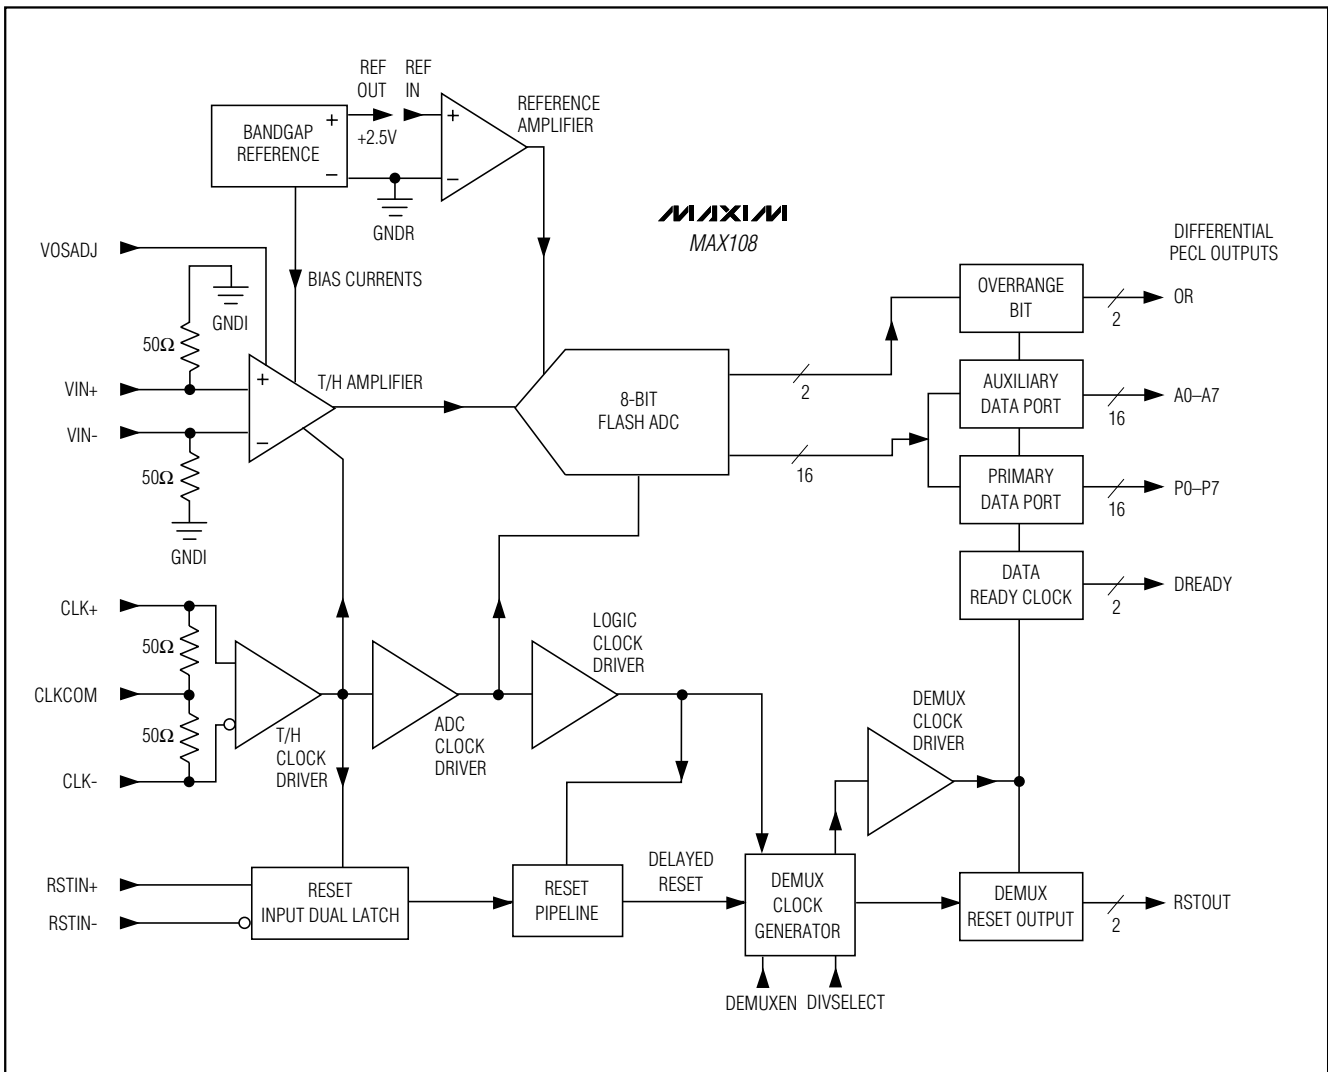 REF
OUT
REF
IN
REFERENCE
AMPLIFIER
BANDGAP
REFERENCE
+
−
+2.5V
+
−
GNDR
MAXIM
MAX108
DIFFERENTIAL
PECL OUTPUTS
VOSADJ
BIAS CURRENTS
GNDI
50Ω
VIN+
+
T/H AMPLIFIER
VIN-
−
50Ω
GNDI
8-BIT
FLASH ADC
2
16
OVERRANGE
BIT
2
OR
AUXILIARY
DATA PORT
16
A0–A7
PRIMARY
DATA PORT
16
P0–P7
DATA
READY CLOCK
2
DREADY
CLK+
50Ω
CLKCOM
50Ω
CLK-
T/H
CLOCK
DRIVER
ADC
CLOCK
DRIVER
LOGIC
CLOCK
DRIVER
DEMUX
CLOCK
DRIVER
RSTIN+
RSTIN-
RESET
INPUT DUAL LATCH
RESET
PIPELINE
DELAYED
RESET
DEMUX
CLOCK
GENERATOR
DEMUX
RESET OUTPUT
2
RSTOUT
DEMUXEN
DIVSELECT